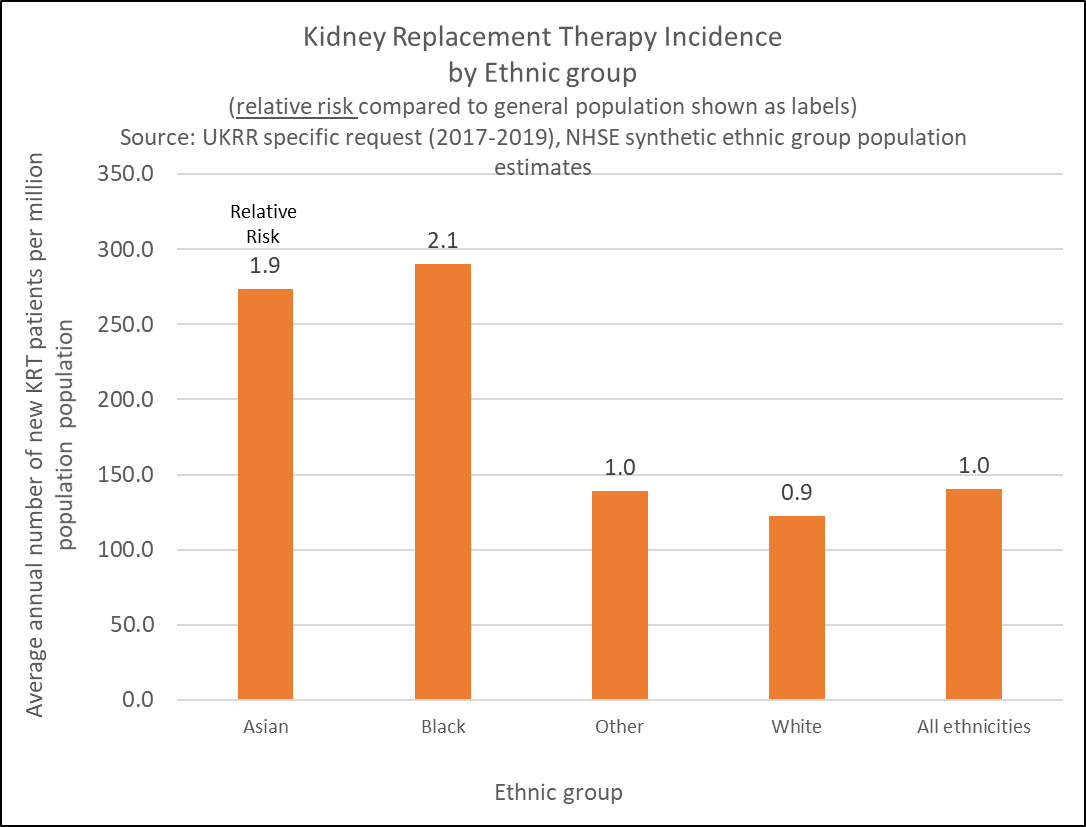 Kidney Replacement Therapy Incidence
by Ethnic group
(relative risk compared to general population shown as labels)
Source: UKRR specific request (2017-2019), NHSE synthetic ethnic group population
estimates
Average annual number of new KRT patients per million
population population
350.0
300.0
250.0
200.0
150.0
100.0
50.0
0.0
Relative
Risk
1.9
2.1
1.0
0.9
1.0
Asian
Black
Other
White
All ethnicities
Ethnic group